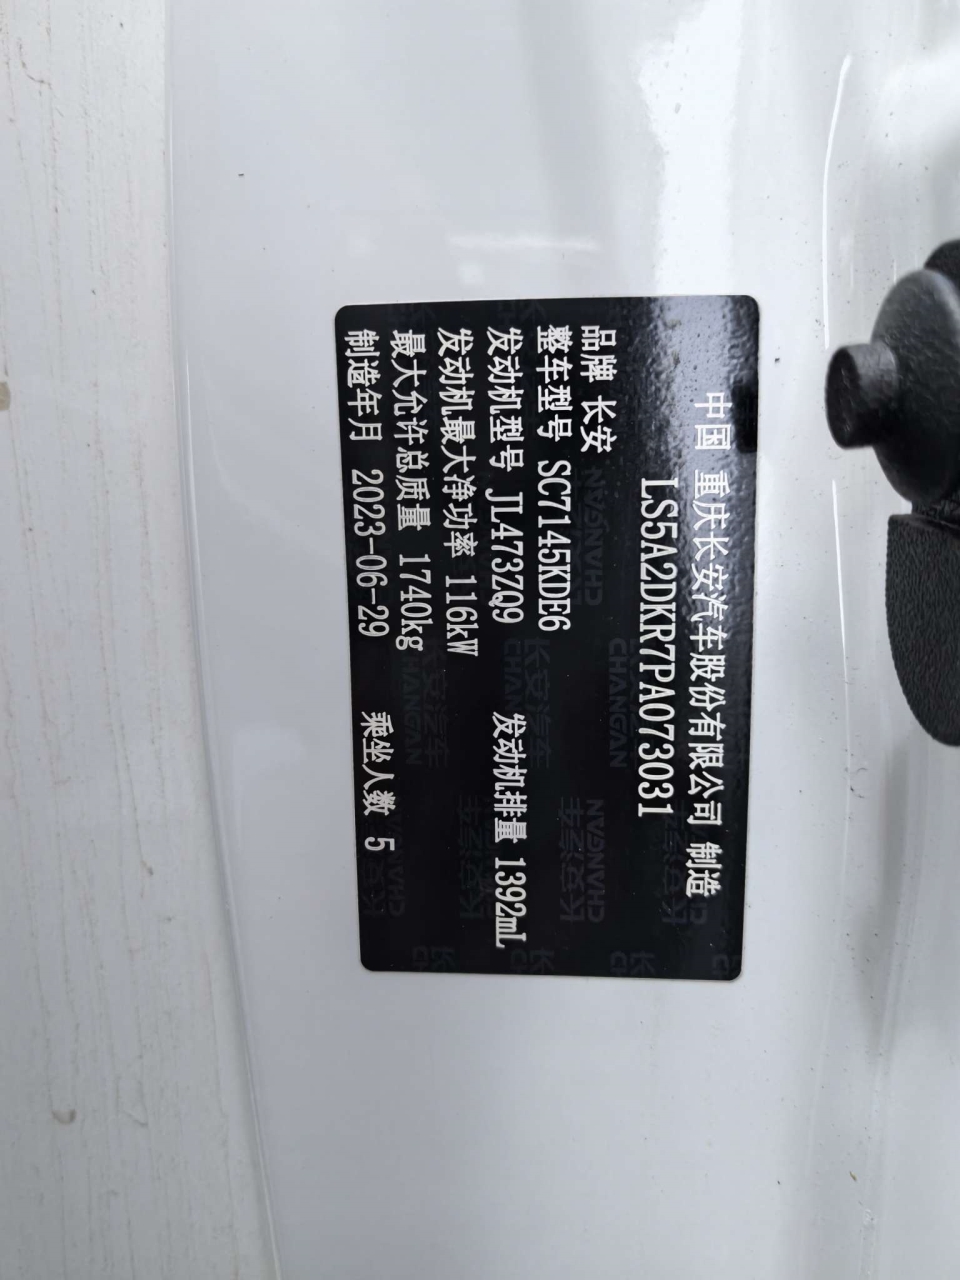 中国 重庆长安汽车股份有限公司 制造
LS5A2DKR7PA073031
品牌 长安
整车型号 SC7145KDE6
发动机型号 JL473ZQ9 发动机排量 1392mL
发动机最大净功率 116kW
最大允许总质量 1740kg
制造年月 2023-06-29 乘坐人数 5